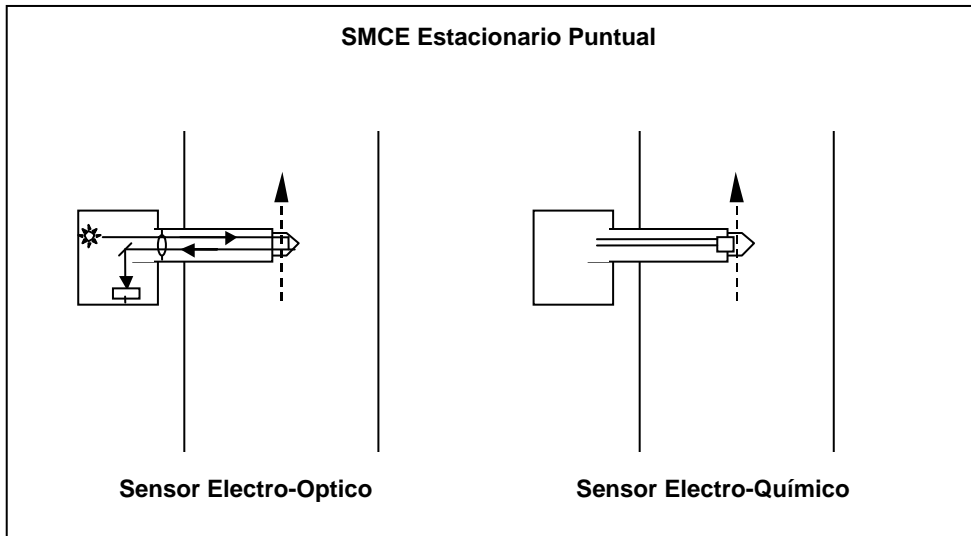 SMCE Estacionario Puntual
Sensor Electro-Optico
Sensor Electro-Químico